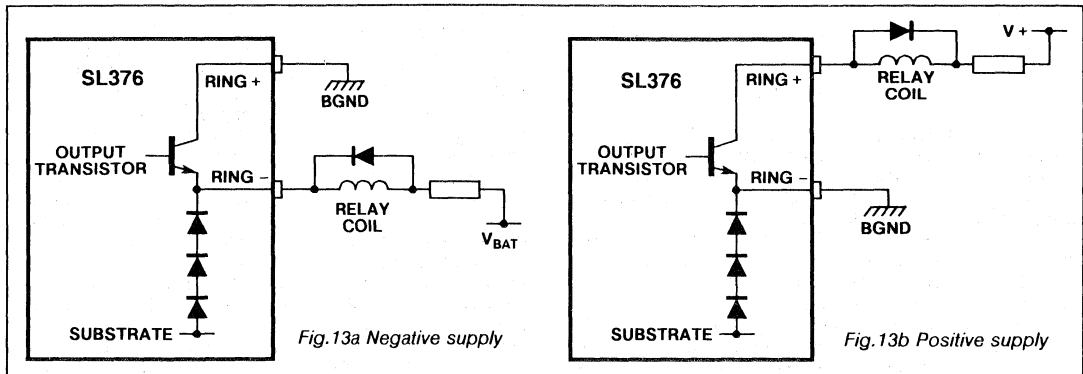 SL376
RING +
BGND
OUTPUT
TRANSISTOR
RING –
RELAY
COIL
VBAT
SUBSTRATE
Fig.13a Negative supply
V +
SL376
RING +
RELAY
COIL
OUTPUT
TRANSISTOR
RING –
BGND
SUBSTRATE
Fig.13b Positive supply